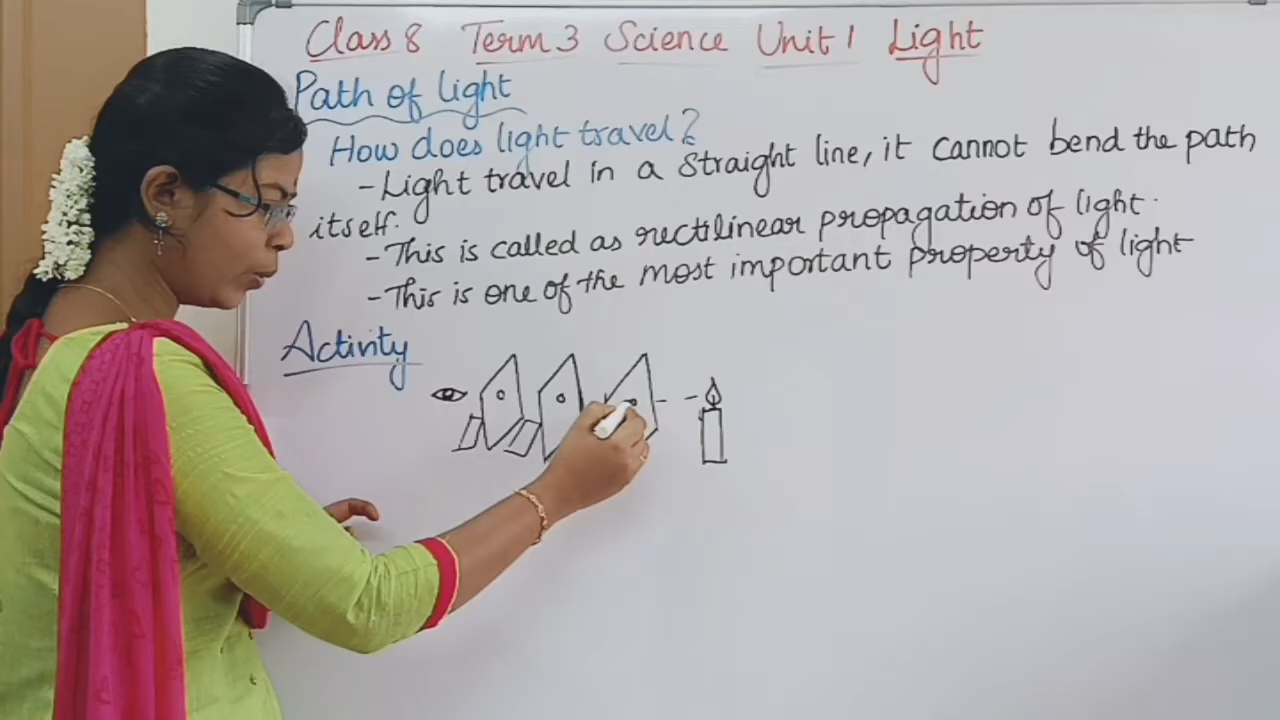 Class 8 Term 3 Science Unit 1 Light
Path of light
How does light travel?
- Light travel in a straight line, it cannot bend the path
itself.
- This is called as rectilinear propagation of light.
- This is one of the most important property of light
Activity